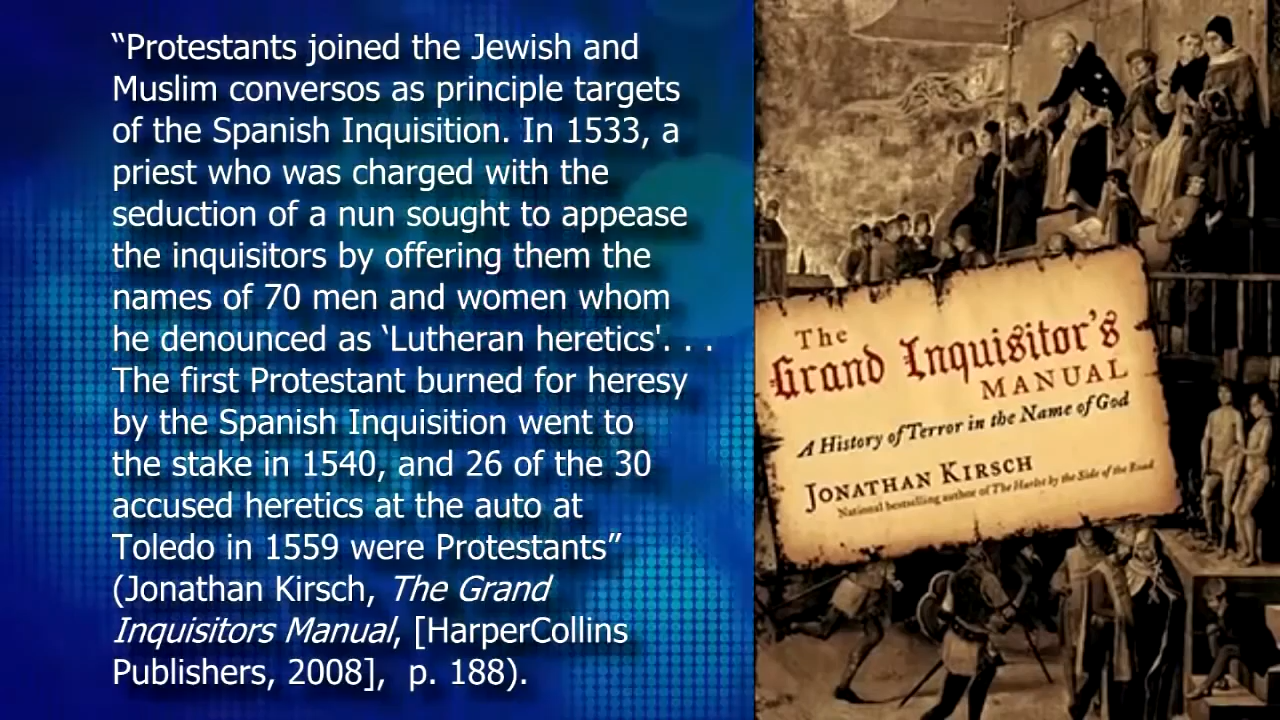 “Protestants joined the Jewish and
Muslim conversos as principle targets
of the Spanish Inquisition. In 1533, a
priest who was charged with the
seduction of a nun sought to appease
the inquisitors by offering them the
names of 70 men and women whom
he denounced as ‘Lutheran heretics'. . .
The first Protestant burned for heresy
by the Spanish Inquisition went to
the stake in 1540, and 26 of the 30
accused heretics at the auto at
Toledo in 1559 were Protestants”
(Jonathan Kirsch, The Grand
Inquisitors Manual, [HarperCollins
Publishers, 2008],  p. 188).
The
Grand Inquisitor's
MANUAL
A History of Terror in the Name of God
JONATHAN KIRSCH
National bestselling author of The Harlot by the Side of the Road